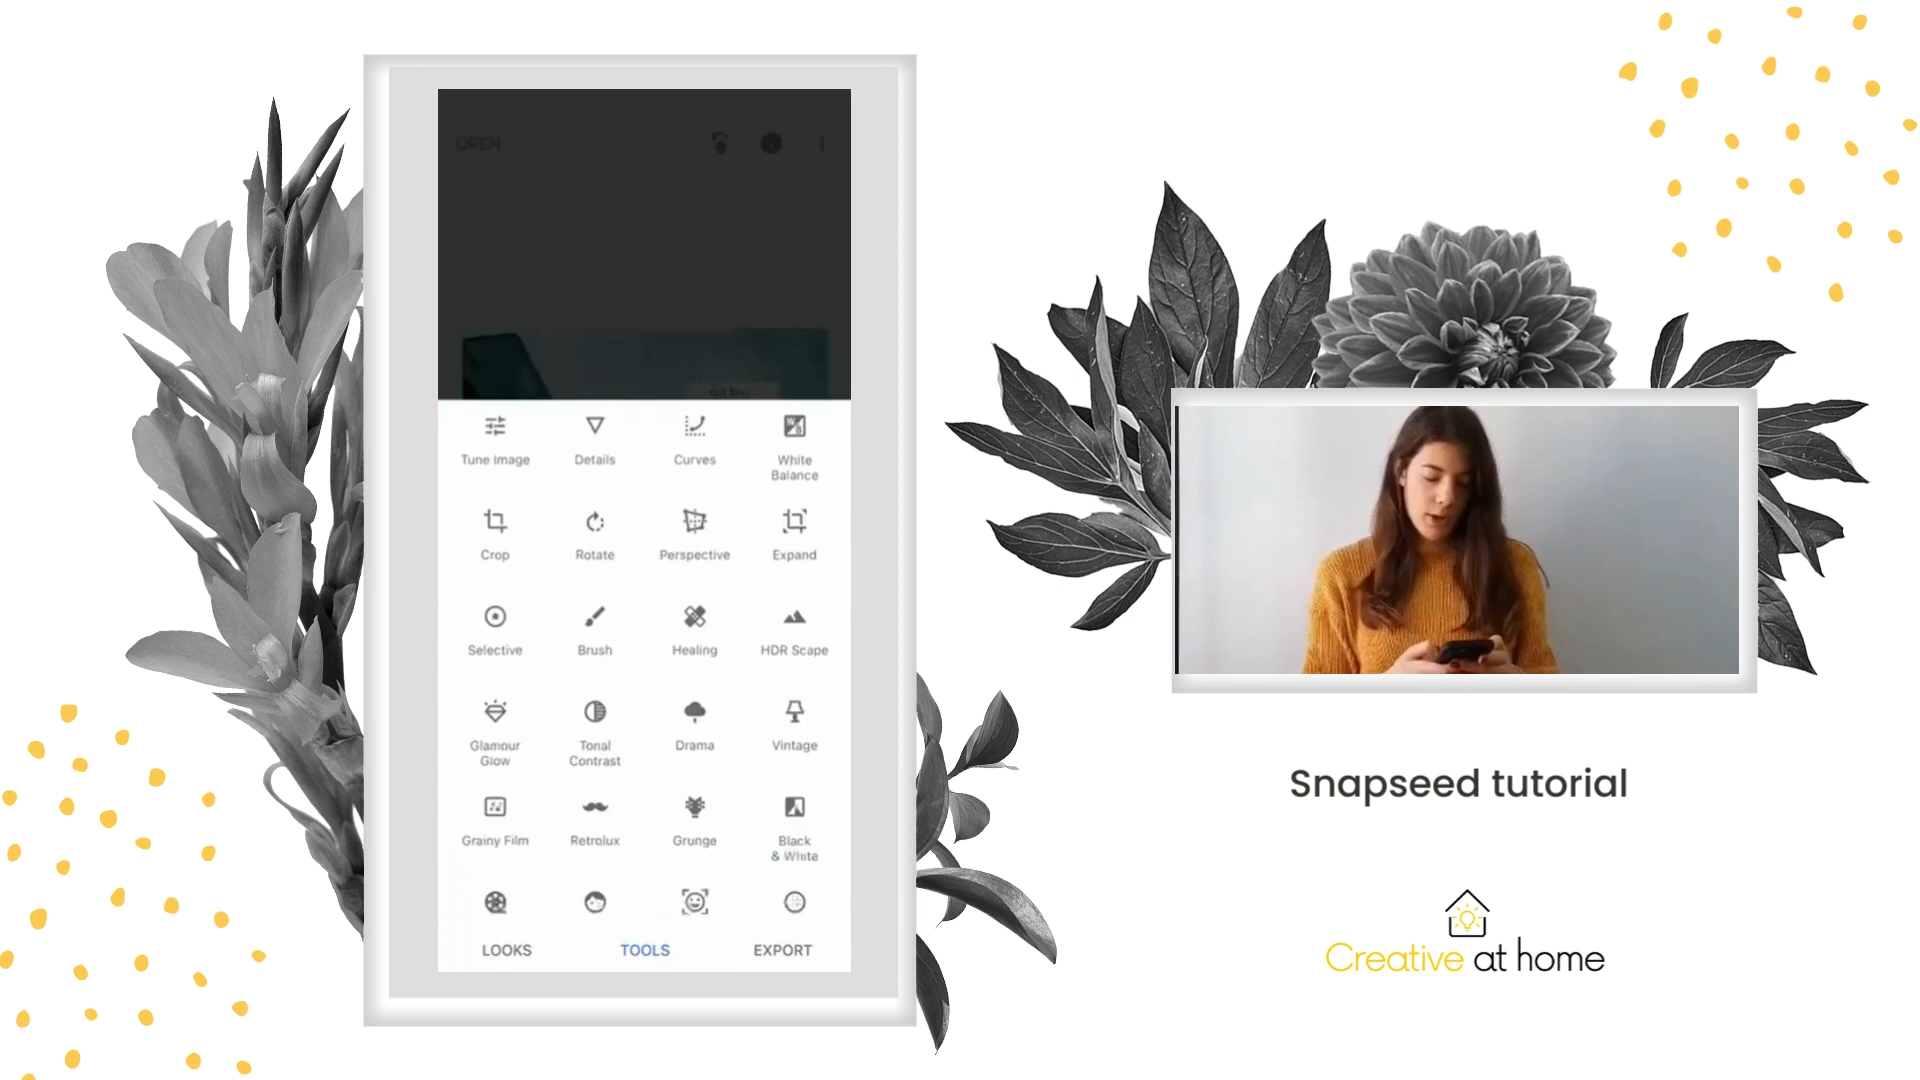 OPEN
Tune Image
Details
Curves
White
Balance
Crop
Rotate
Perspective
Expand
Selective
Brush
Healing
HDR Scape
Glamour
Glow
Tonal
Contrast
Drama
Vintage
Grainy Film
Retrolux
Grunge
Black
& White
LOOKS
TOOLS
EXPORT
Snapseed tutorial
Creative at home